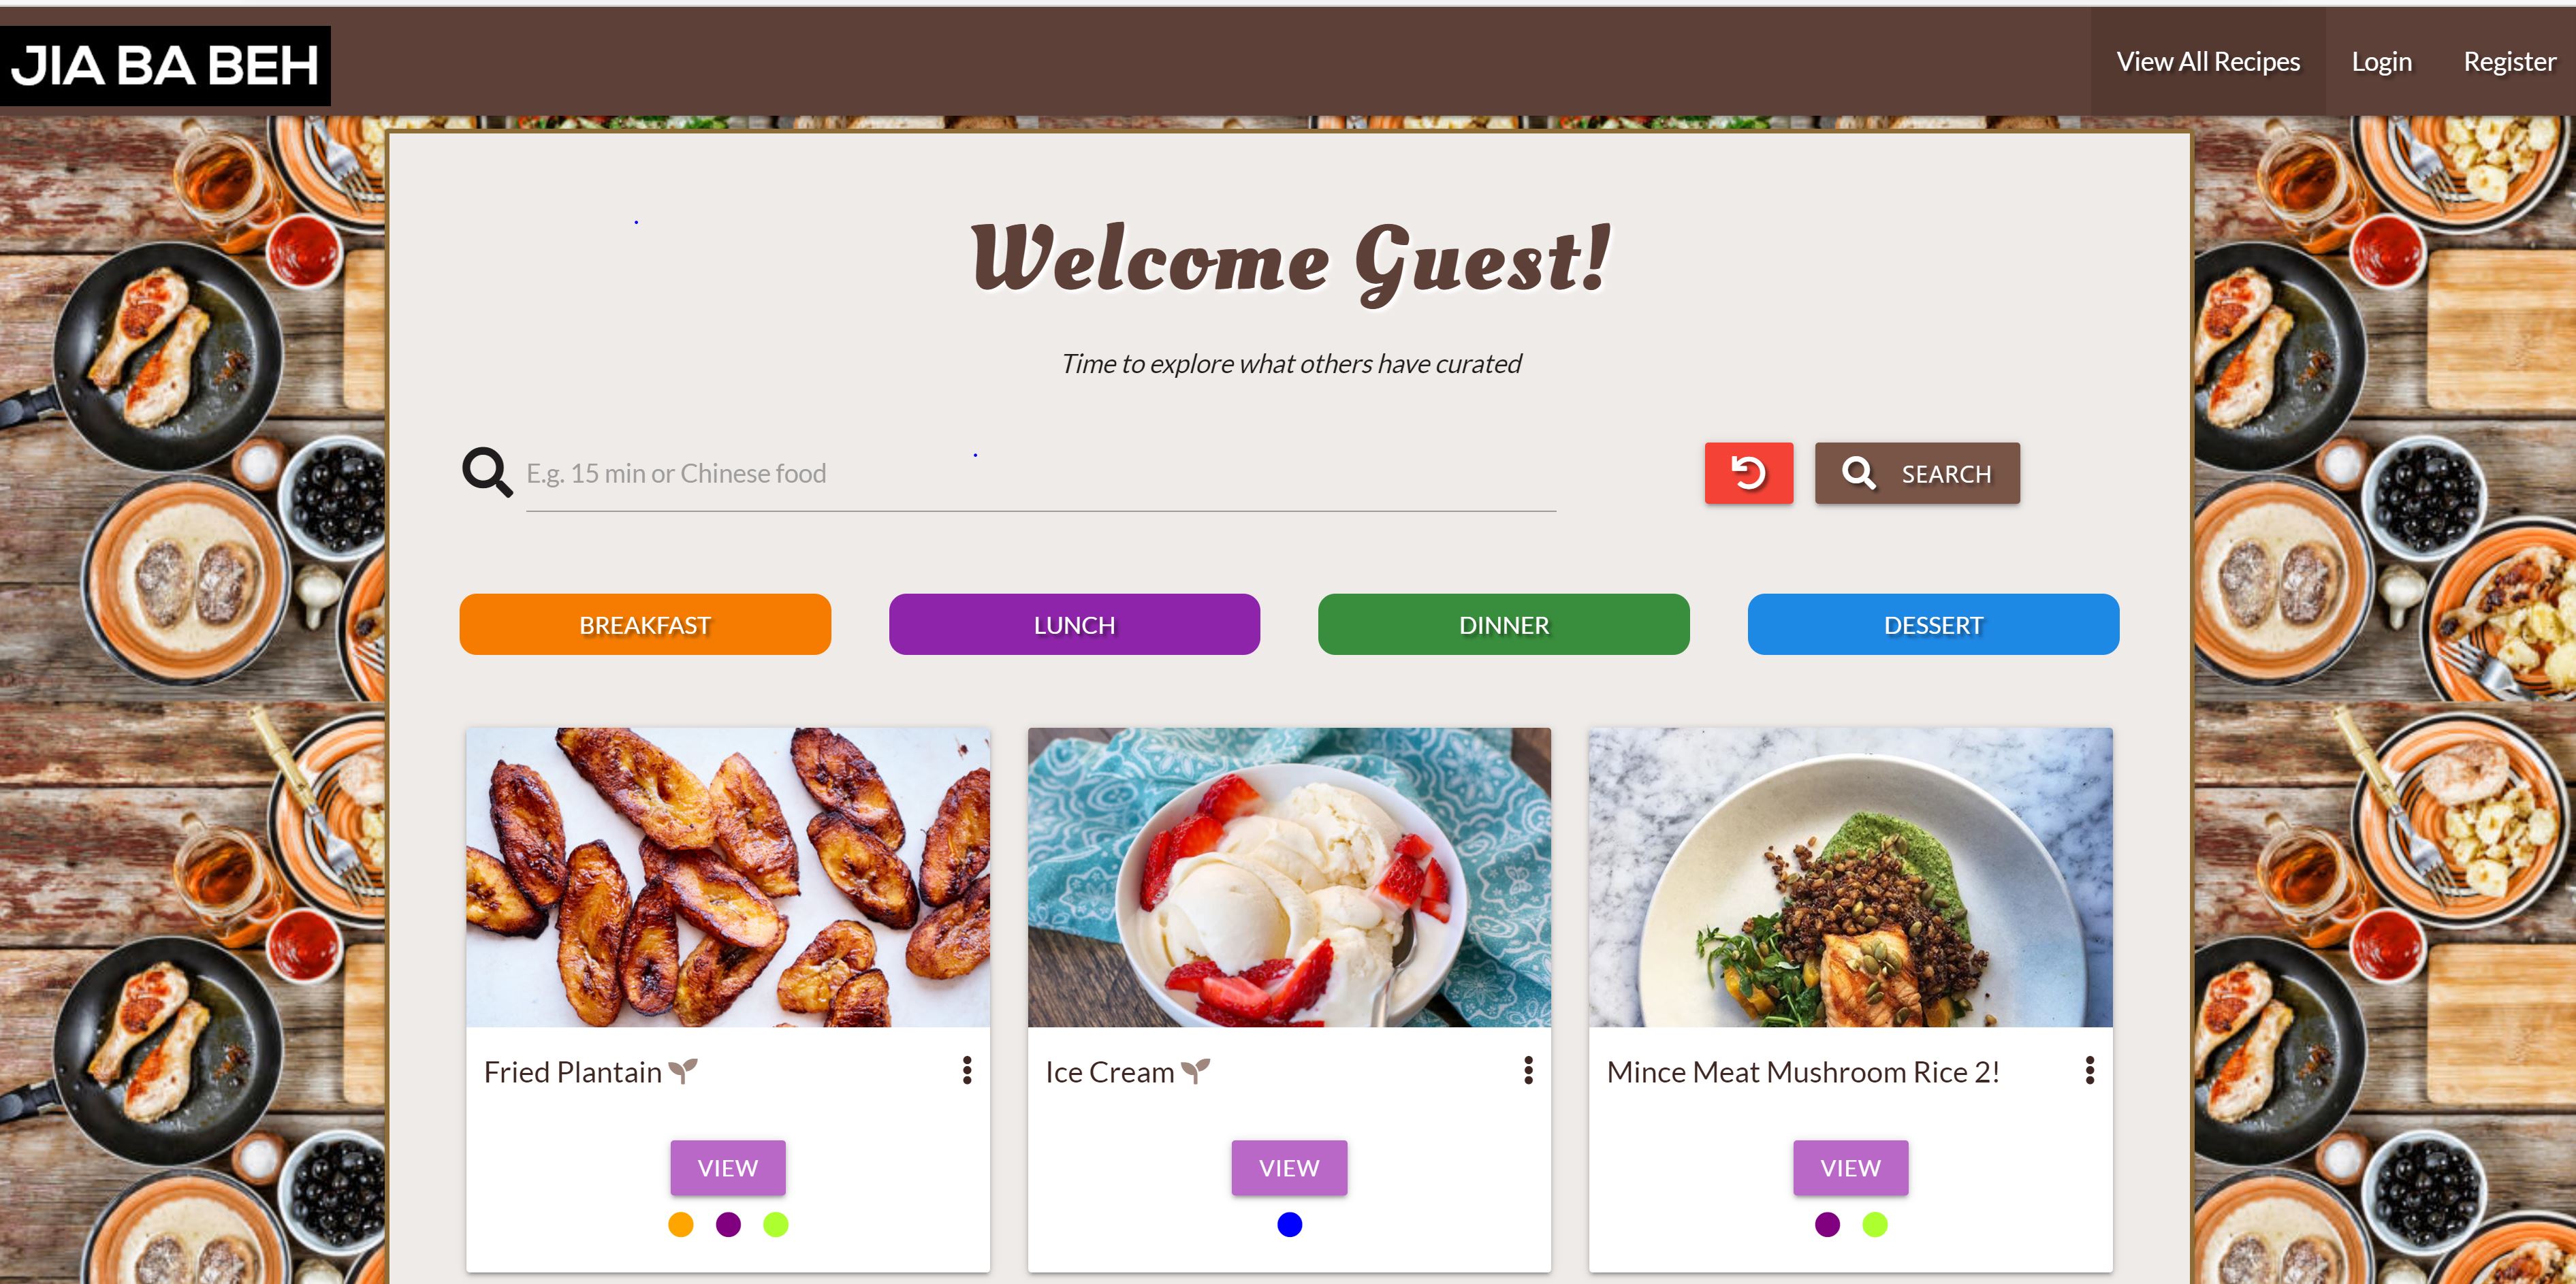 JIA BA BEH
View All Recipes
Login
Register
Welcome Guest!
Time to explore what others have curated
E.g. 15 min or Chinese food
SEARCH
BREAKFAST
LUNCH
DINNER
DESSERT
Fried Plantain
Ice Cream
Mince Meat Mushroom Rice 2!
VIEW
VIEW
VIEW